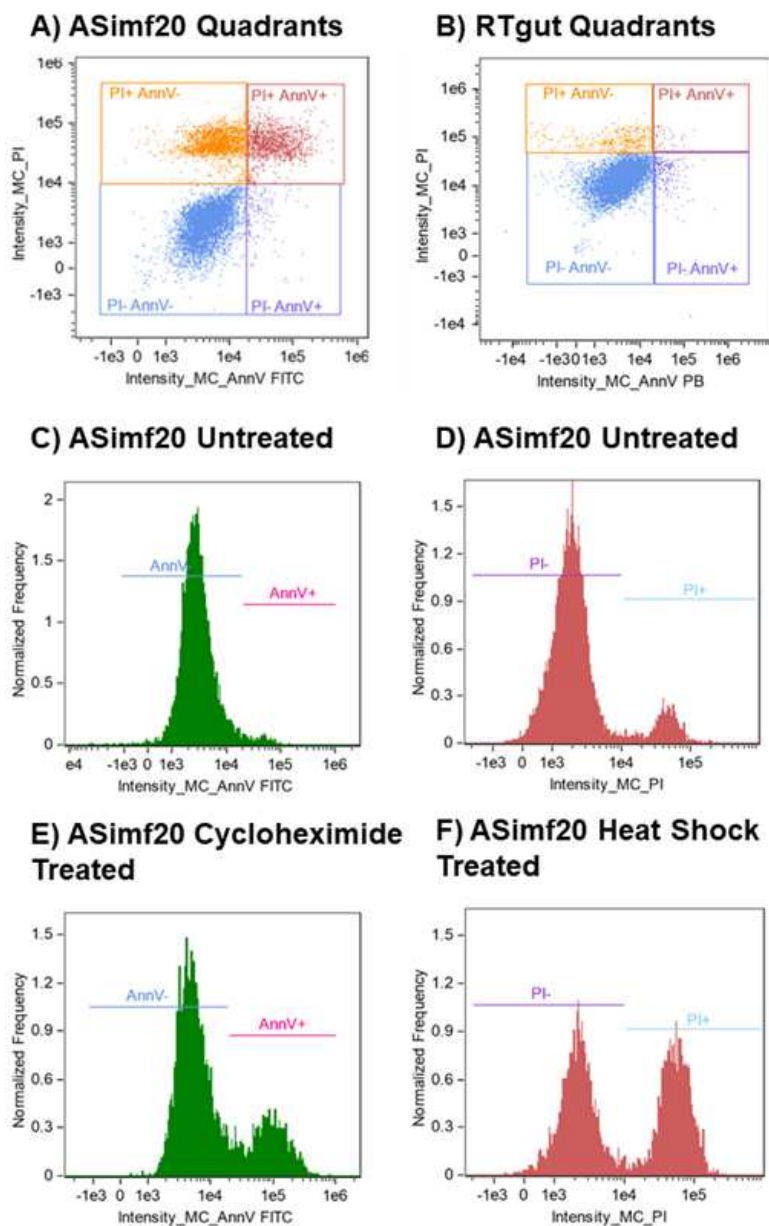 A) ASimf20 Quadrants
1e6
1e5
1e4
1e3
0
-1e3
Intensity_MC_PI
PI+ AnnV-
PI+ AnnV+
PI- AnnV-
PI- AnnV+
-1e3 0 1e3 1e4 1e5 1e6
Intensity_MC_AnnV FITC
B) RTgut Quadrants
1e6
1e5
1e4
1e3
0
-1e3
-1e4
Intensity_MC_PI
PI+ AnnV-
PI+ AnnV+
PI- AnnV-
PI- AnnV+
-1e4 -1e3 0 1e3 1e4 1e5 1e6
Intensity_MC_AnnV PB
C) ASimf20 Untreated
2
1.5
1
0.5
0
Normalized Frequency
AnnV-
AnnV+
e4 -1e3 0 1e3 1e4 1e5 1e6
Intensity_MC_AnnV FITC
D) ASimf20 Untreated
1.5
1.2
0.9
0.6
0.3
0
Normalized Frequency
PI-
PI+
-1e3 0 1e3 1e4 1e5
Intensity_MC_PI
E) ASimf20 Cycloheximide
Treated
1.5
1.2
0.9
0.6
0.3
0
Normalized Frequency
AnnV-
AnnV+
-1e3 0 1e3 1e4 1e5 1e6
Intensity_MC_AnnV FITC
F) ASimf20 Heat Shock
Treated
1.5
1.2
0.9
0.6
0.3
0
Normalized Frequency
PI-
PI+
-1e3 0 1e3 1e4 1e5
Intensity_MC_PI